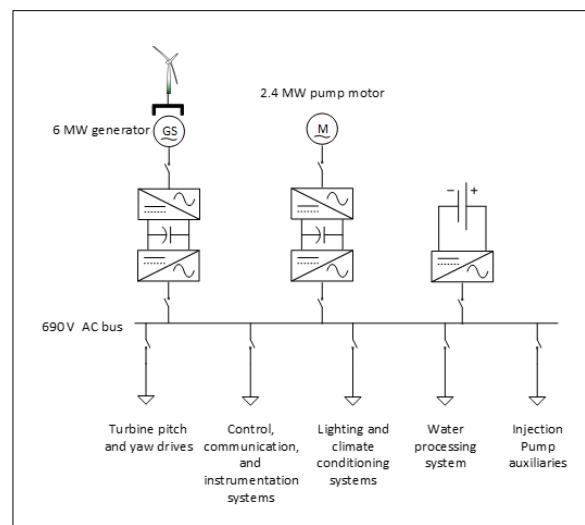 2.4 MW pump motor
6 MW generator
GS
M
− +
690 V AC bus
Turbine pitch
and yaw drives
Control,
communication,
and
instrumentation
systems
Lighting and
climate
conditioning
systems
Water
processing
system
Injection
Pump
auxiliaries